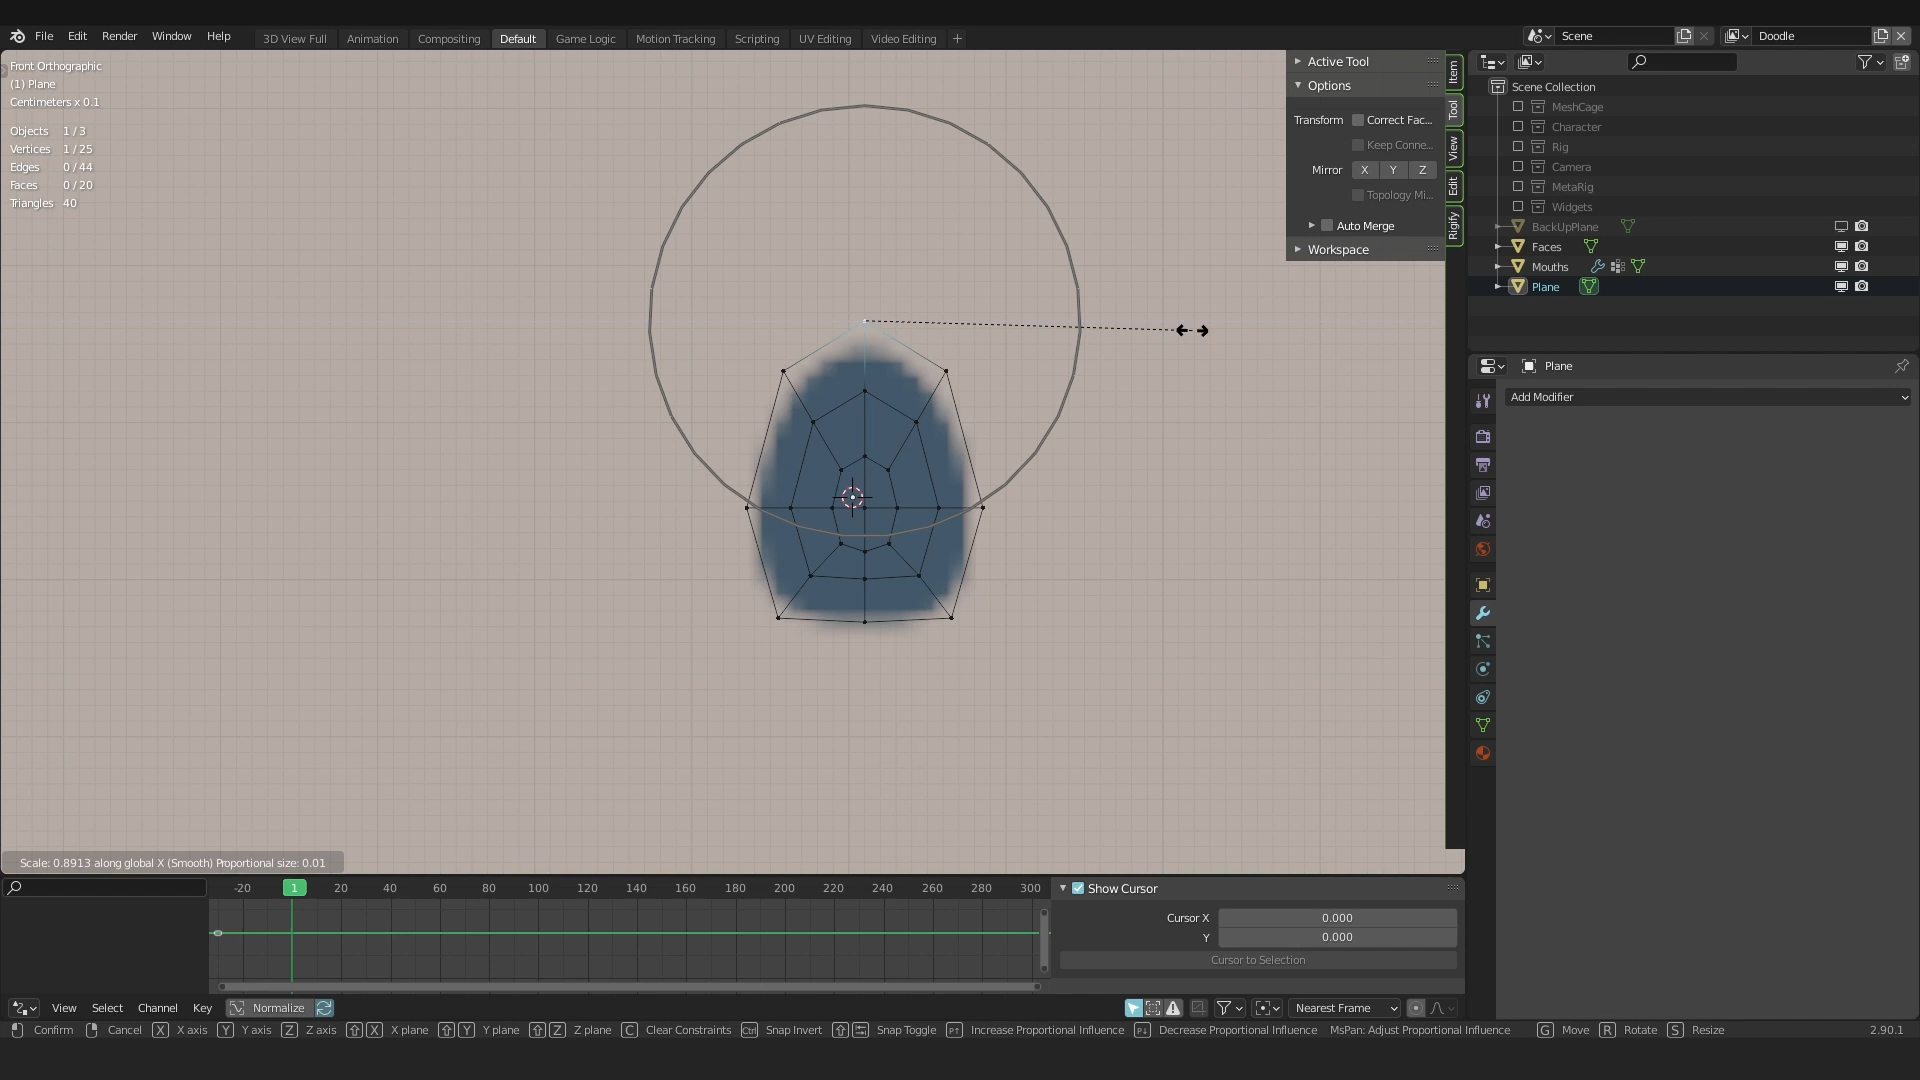 File Edit Render Window Help 3D View Full Animation Compositing Default Game Logic Motion Tracking Scripting UV Editing Video Editing + Scene Doodle
Front Orthographic
(1) Plane
Centimeters x 0.1
Objects 1 / 3
Vertices 1 / 25
Edges 0 / 44
Faces 0 / 20
Triangles 40
Active Tool
Options
Transform Correct Fac...
Keep Conne...
Mirror X Y Z
Topology Mi...
Auto Merge
Workspace
Item
Tool
View
Edit
Rigify
Scene Collection
MeshCage
Character
Rig
Camera
MetaRig
Widgets
BackUpPlane
Faces
Mouths
Plane
Plane
Add Modifier
Scale: 0.8913 along global X (Smooth) Proportional size: 0.01
-20 1 20 40 60 80 100 120 140 160 180 200 220 240 260 280 300
Show Cursor
Cursor X 0.000
Y 0.000
Cursor to Selection
View Select Channel Key Normalize Nearest Frame
Confirm Cancel X X axis Y Y axis Z Z axis X X plane Y Y plane Z Z plane C Clear Constraints Ctrl Snap Invert Snap Toggle P↑ Increase Proportional Influence P↓ Decrease Proportional Influence MsPan: Adjust Proportional Influence G Move R Rotate S Resize 2.90.1